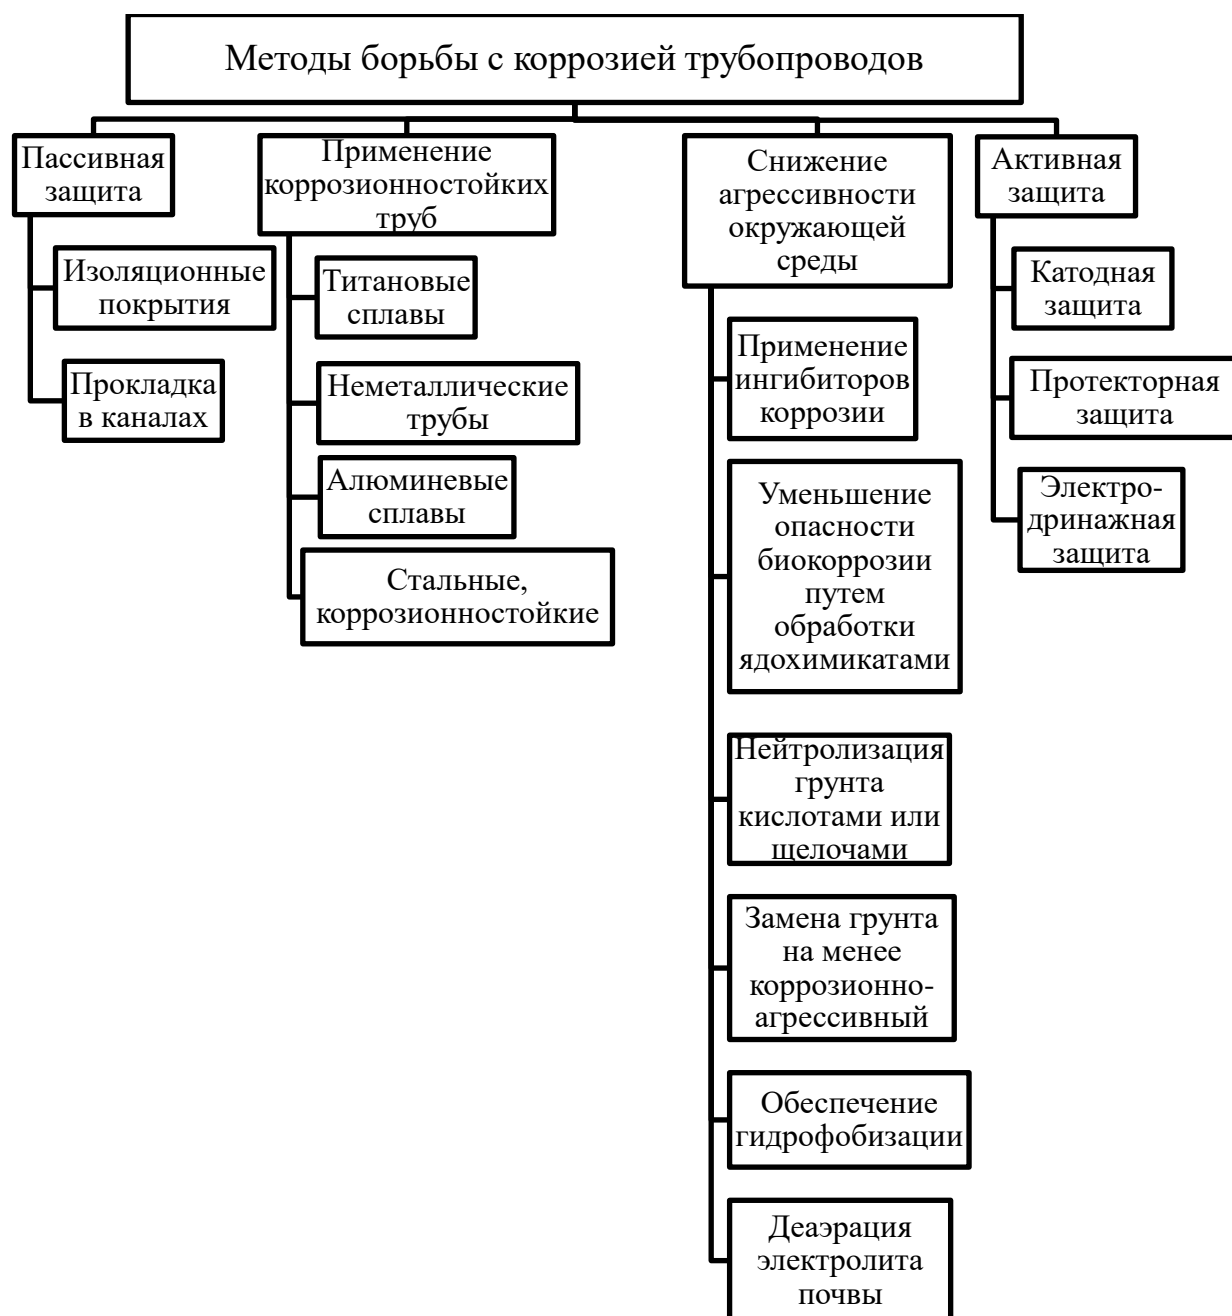 Методы борьбы с коррозией трубопроводов
Пассивная
защита
Изоляционные
покрытия
Прокладка
в каналах
Применение
коррозионностойких
труб
Титановые
сплавы
Неметаллические
трубы
Алюминевые
сплавы
Стальные,
коррозионностойкие
Снижение
агрессивности
окружающей
среды
Применение
ингибиторов
коррозии
Уменьшение
опасности
биокоррозии
путем
обработки
ядохимикатами
Нейтролизация
грунта
кислотами или
щелочами
Замена грунта
на менее
коррозионно-
агрессивный
Обеспечение
гидрофобизации
Деаэрация
электролита
почвы
Активная
защита
Катодная
защита
Протекторная
защита
Электро-
дринажная
защита